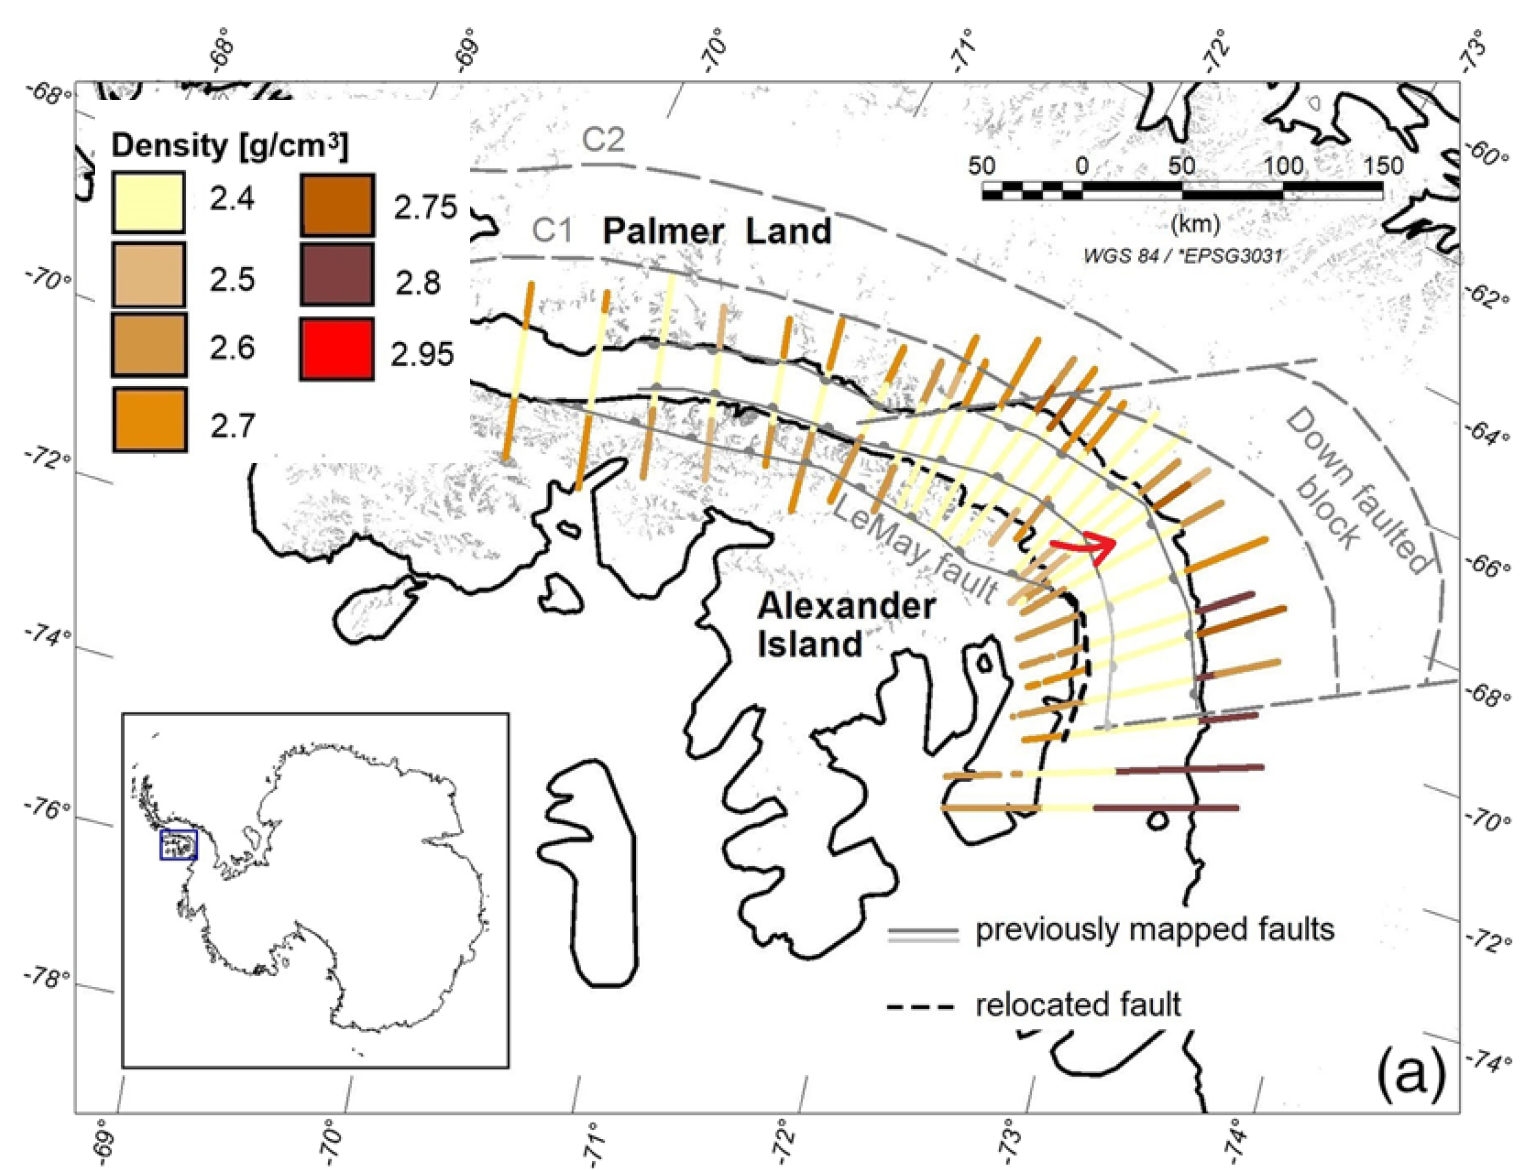 -68°
-69°
-70°
-71°
-72°
-73°
-68°
-70°
-72°
-74°
-76°
-78°
Density [g/cm³]
2.4
2.75
2.5
2.8
2.6
2.95
2.7
C2
C1
Palmer Land
50 0 50 100 150
(km)
WGS 84 / *EPSG3031
-60°
-62°
-64°
-66°
-68°
-70°
-72°
-74°
Down faulted
block
LeMay fault
Alexander
Island
previously mapped faults
relocated fault
(a)
-69°
-70°
-71°
-72°
-73°
-74°